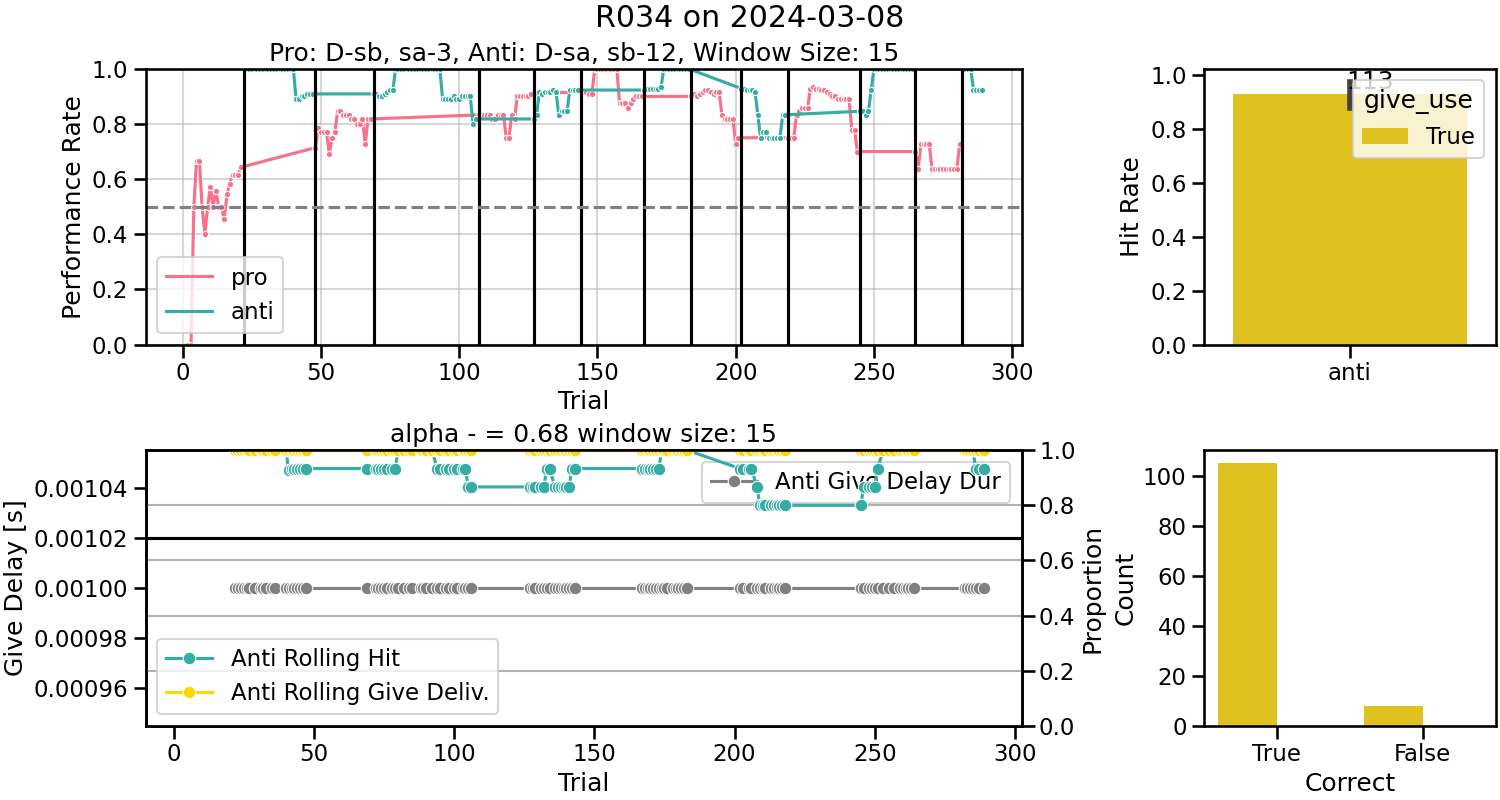 R034 on 2024-03-08
Pro: D-sb, sa-3, Anti: D-sa, sb-12, Window Size: 15
Performance Rate
1.0
0.8
0.6
0.4
0.2
0.0
pro
anti
0 50 100 150 200 250 300
Trial
Hit Rate
1.0
0.8
0.6
0.4
0.2
0.0
113
give_use
True
anti
alpha - = 0.68 window size: 15
Give Delay [s]
0.00104
0.00102
0.00100
0.00098
0.00096
Anti Give Delay Dur
Anti Rolling Hit
Anti Rolling Give Deliv.
1.0
0.8
0.6
0.4
0.2
0.0
Proportion
0 50 100 150 200 250 300
Trial
Count
100
80
60
40
20
0
True False
Correct